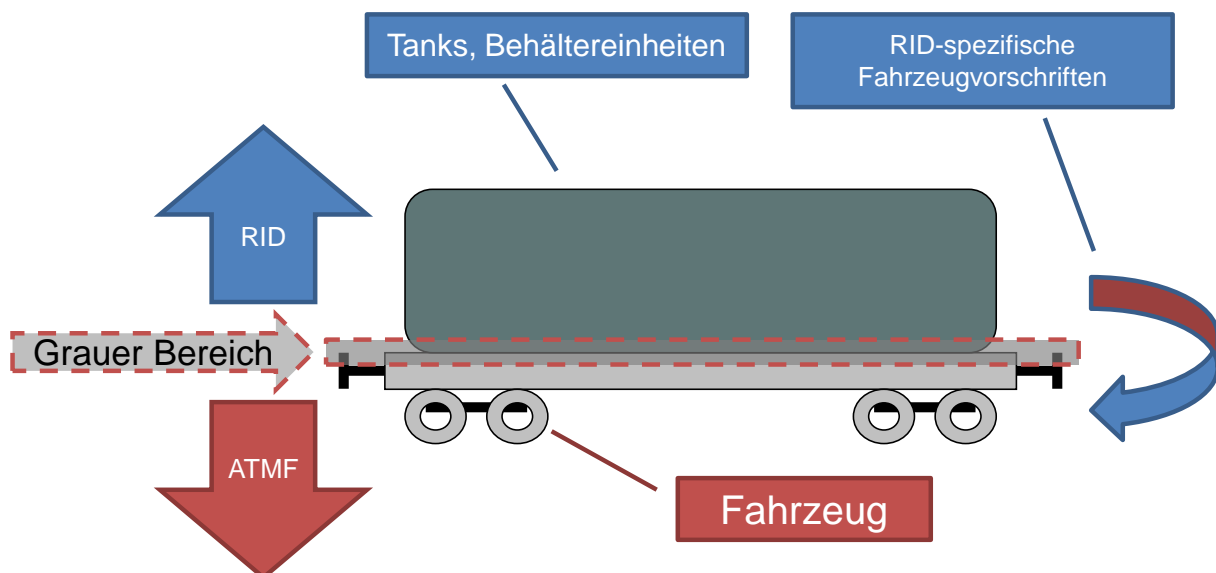 Tanks, Behältereinheiten
RID-spezifische
Fahrzeugvorschriften
RID
Grauer Bereich
ATMF
Fahrzeug